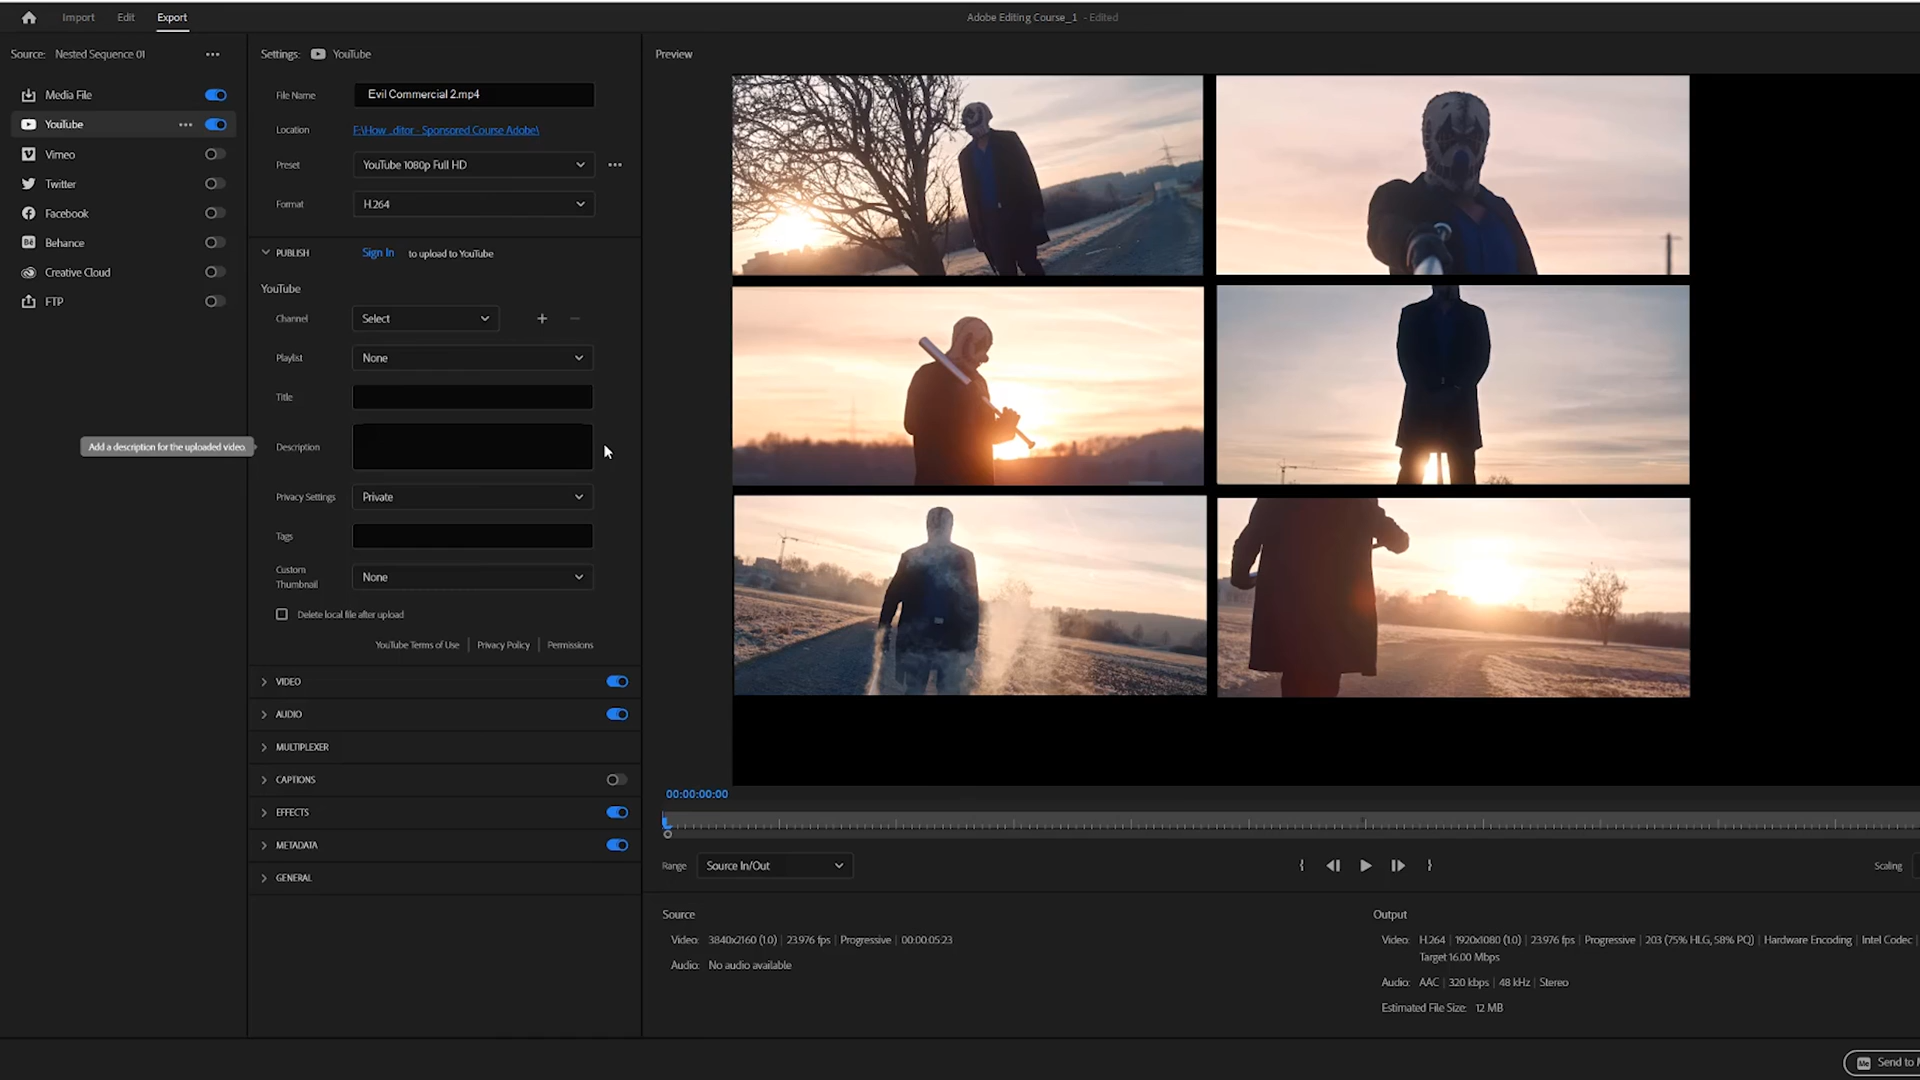 Import Edit Export
Adobe Editing Course_1 - Edited
Source: Nested Sequence 01 ...
Media File
YouTube ...
Vimeo
Twitter
Facebook
Behance
Creative Cloud
FTP
Add a description for the uploaded video.
Settings: YouTube
File Name Evil Commercial 2.mp4
Location F:\How ...ditor - Sponsored Course Adobe\
Preset YouTube 1080p Full HD ...
Format H.264
PUBLISH Sign In to upload to YouTube
YouTube
Channel Select + −
Playlist None
Title
Description
Privacy Settings Private
Tags
Custom
Thumbnail None
Delete local file after upload
YouTube Terms of Use | Privacy Policy | Permissions
VIDEO
AUDIO
MULTIPLEXER
CAPTIONS
EFFECTS
METADATA
GENERAL
Preview
00:00:00:00
Range Source In/Out
Scaling
Source
Video: 3840x2160 (1.0) | 23.976 fps | Progressive | 00:00:05:23
Audio: No audio available
Output
Video: H.264 | 1920x1080 (1.0) | 23.976 fps | Progressive | 203 (75% HLG, 58% PQ) | Hardware Encoding | Intel Codec |
Target 16.00 Mbps
Audio: AAC | 320 kbps | 48 kHz | Stereo
Estimated File Size: 12 MB
Send to